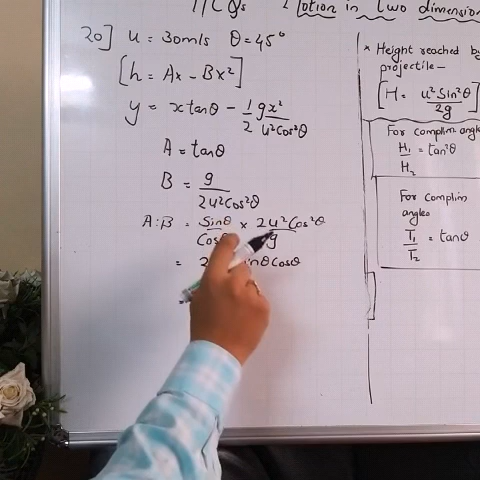 MCQs Motion in two dimension
20] u = 30m/s θ = 45°
[h = Ax - Bx²]
y = x tanθ - 1/2 g x²/u²cos²θ
A = tanθ
B = g/2u²cos²θ
A:B = Sinθ/Cosθ × 2u²Cos²θ/g
= 2 inθ Cosθ
* Height reached by
projectile -
[H = u²Sin²θ/2g]
For complim angle
H₁/H₂ = tan²θ
For complim
angles
T₁/T₂ = tanθ